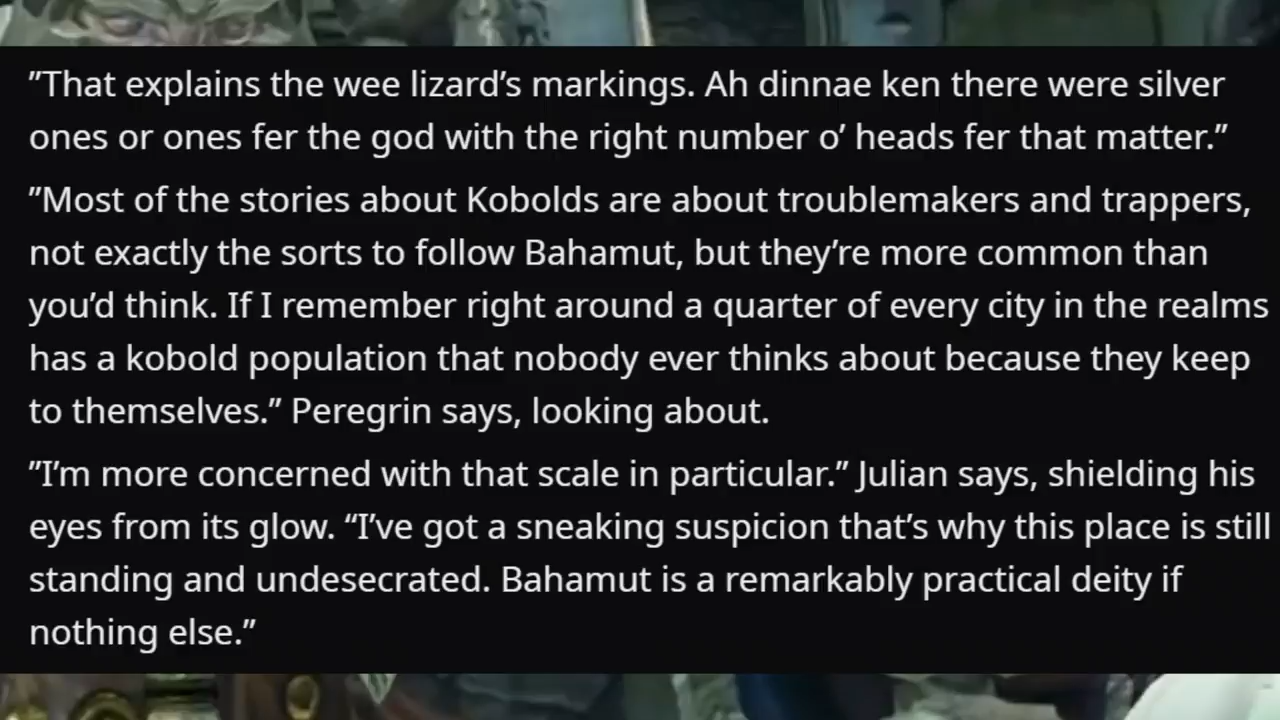 ”That explains the wee lizard’s markings. Ah dinnae ken there were silver
ones or ones fer the god with the right number o’ heads fer that matter.”
”Most of the stories about Kobolds are about troublemakers and trappers,
not exactly the sorts to follow Bahamut, but they’re more common than
you’d think. If I remember right around a quarter of every city in the realms
has a kobold population that nobody ever thinks about because they keep
to themselves.” Peregrin says, looking about.
”I’m more concerned with that scale in particular.” Julian says, shielding his
eyes from its glow. “I’ve got a sneaking suspicion that’s why this place is still
standing and undesecrated. Bahamut is a remarkably practical deity if
nothing else.”